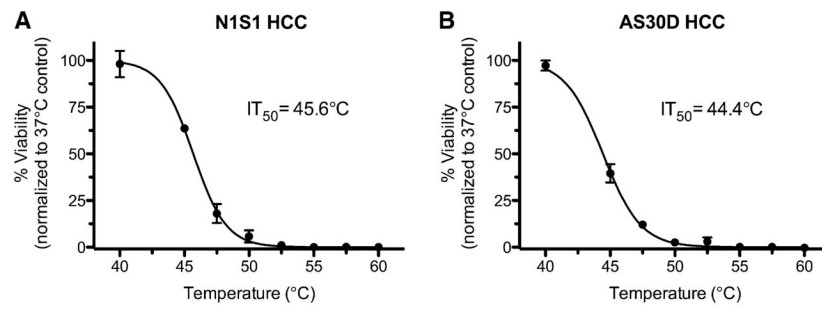 A
N1S1 HCC
% Viability
(normalized to 37°C control)
100
75
50
25
0
IT50= 45.6°C
40
45
50
55
60
Temperature (°C)
B
AS30D HCC
% Viability
(normalized to 37°C control)
100
75
50
25
0
IT50= 44.4°C
40
45
50
55
60
Temperature (°C)